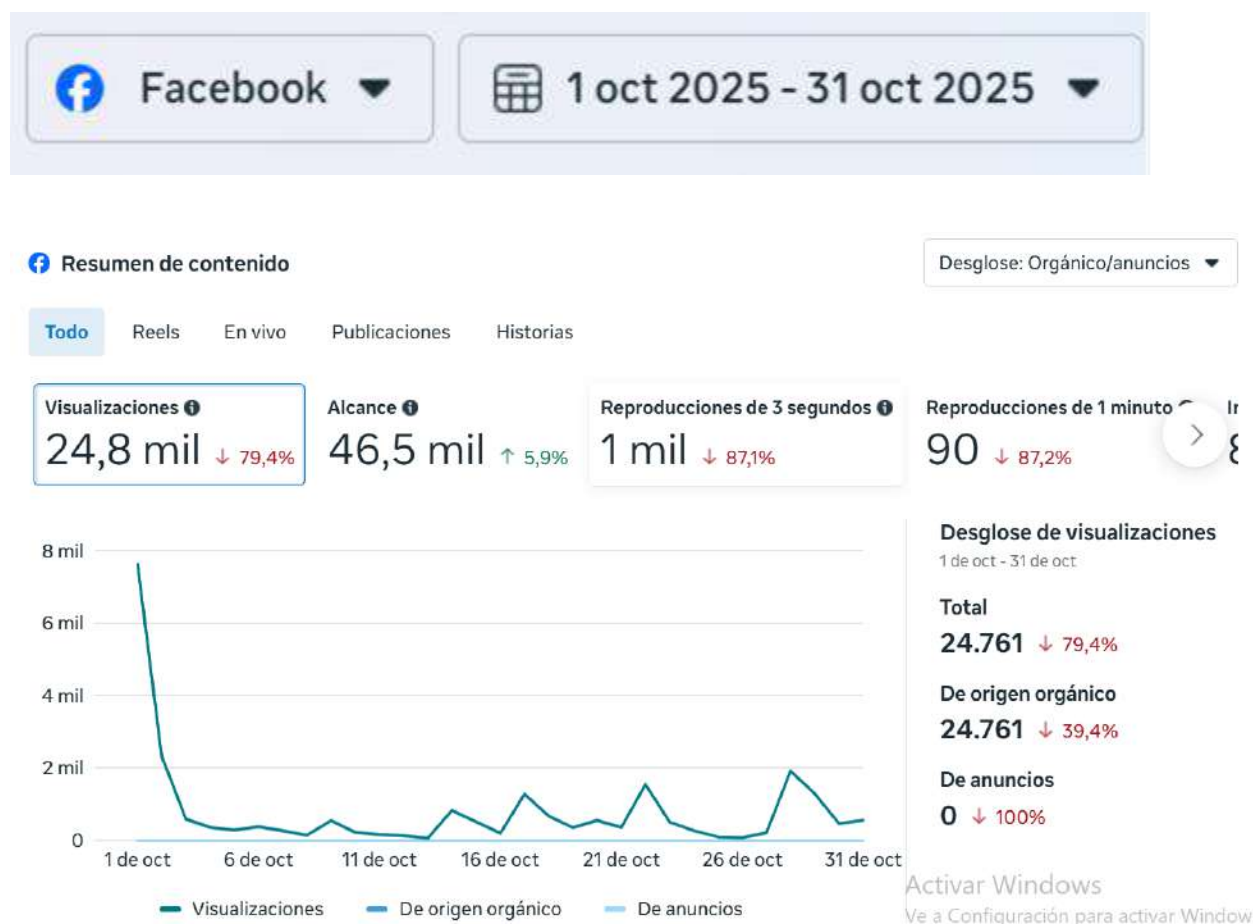 Facebook
1 oct 2025 - 31 oct 2025
Resumen de contenido
Desglose: Orgánico/anuncios
Todo Reels En vivo Publicaciones Historias
Visualizaciones Alcance Reproducciones de 3 segundos Reproducciones de 1 minuto
24,8 mil ↓ 79,4% 46,5 mil ↑ 5,9% 1 mil ↓ 87,1% 90 ↓ 87,2%
8 mil
6 mil
4 mil
2 mil
0
1 de oct 6 de oct 11 de oct 16 de oct 21 de oct 26 de oct 31 de oct
Visualizaciones De origen orgánico De anuncios
Desglose de visualizaciones
1 de oct - 31 de oct
Total
24.761 ↓ 79,4%
De origen orgánico
24.761 ↓ 39,4%
De anuncios
0 ↓ 100%
Activar Windows
Ve a Configuración para activar Window